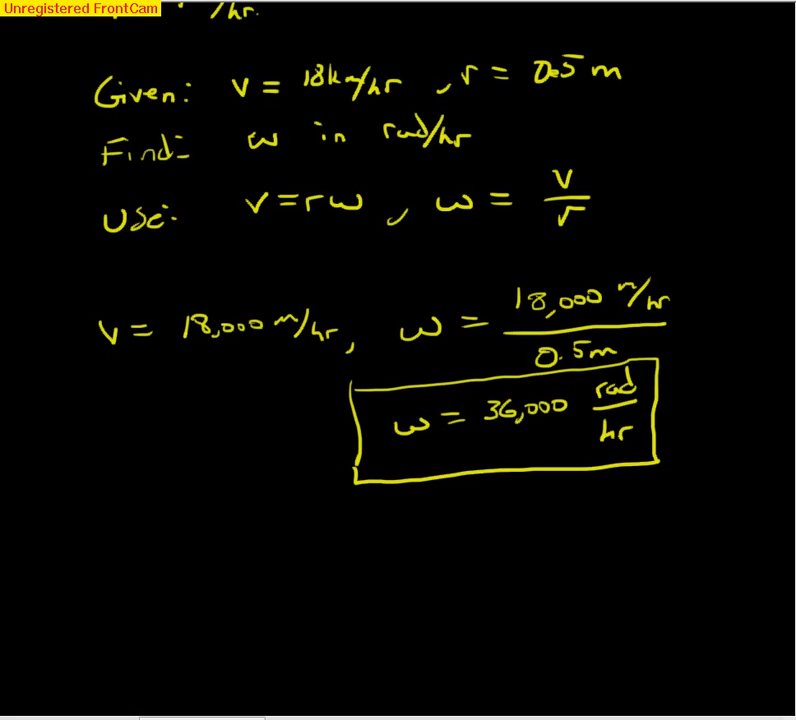 Unregistered FrontCam
/hr.
Given: v = 18km/hr , r = 0.5 m
Find: ω in rad/hr
Use: v = rω , ω = v/r
v = 18,000 m/hr, ω = 18,000 m/hr / 0.5m
ω = 36,000 rad/hr